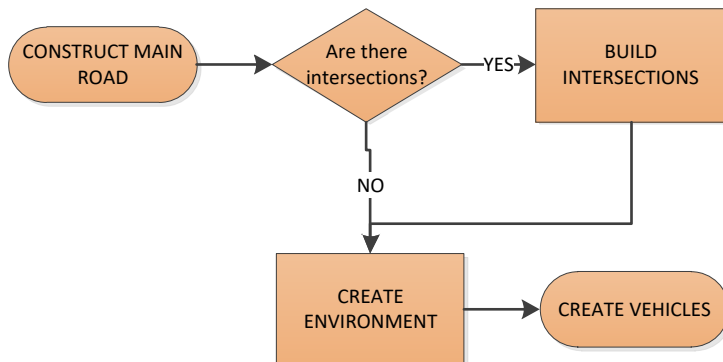 CONSTRUCT MAIN
ROAD
Are there
intersections?
YES
BUILD
INTERSECTIONS
NO
CREATE
ENVIRONMENT
CREATE VEHICLES